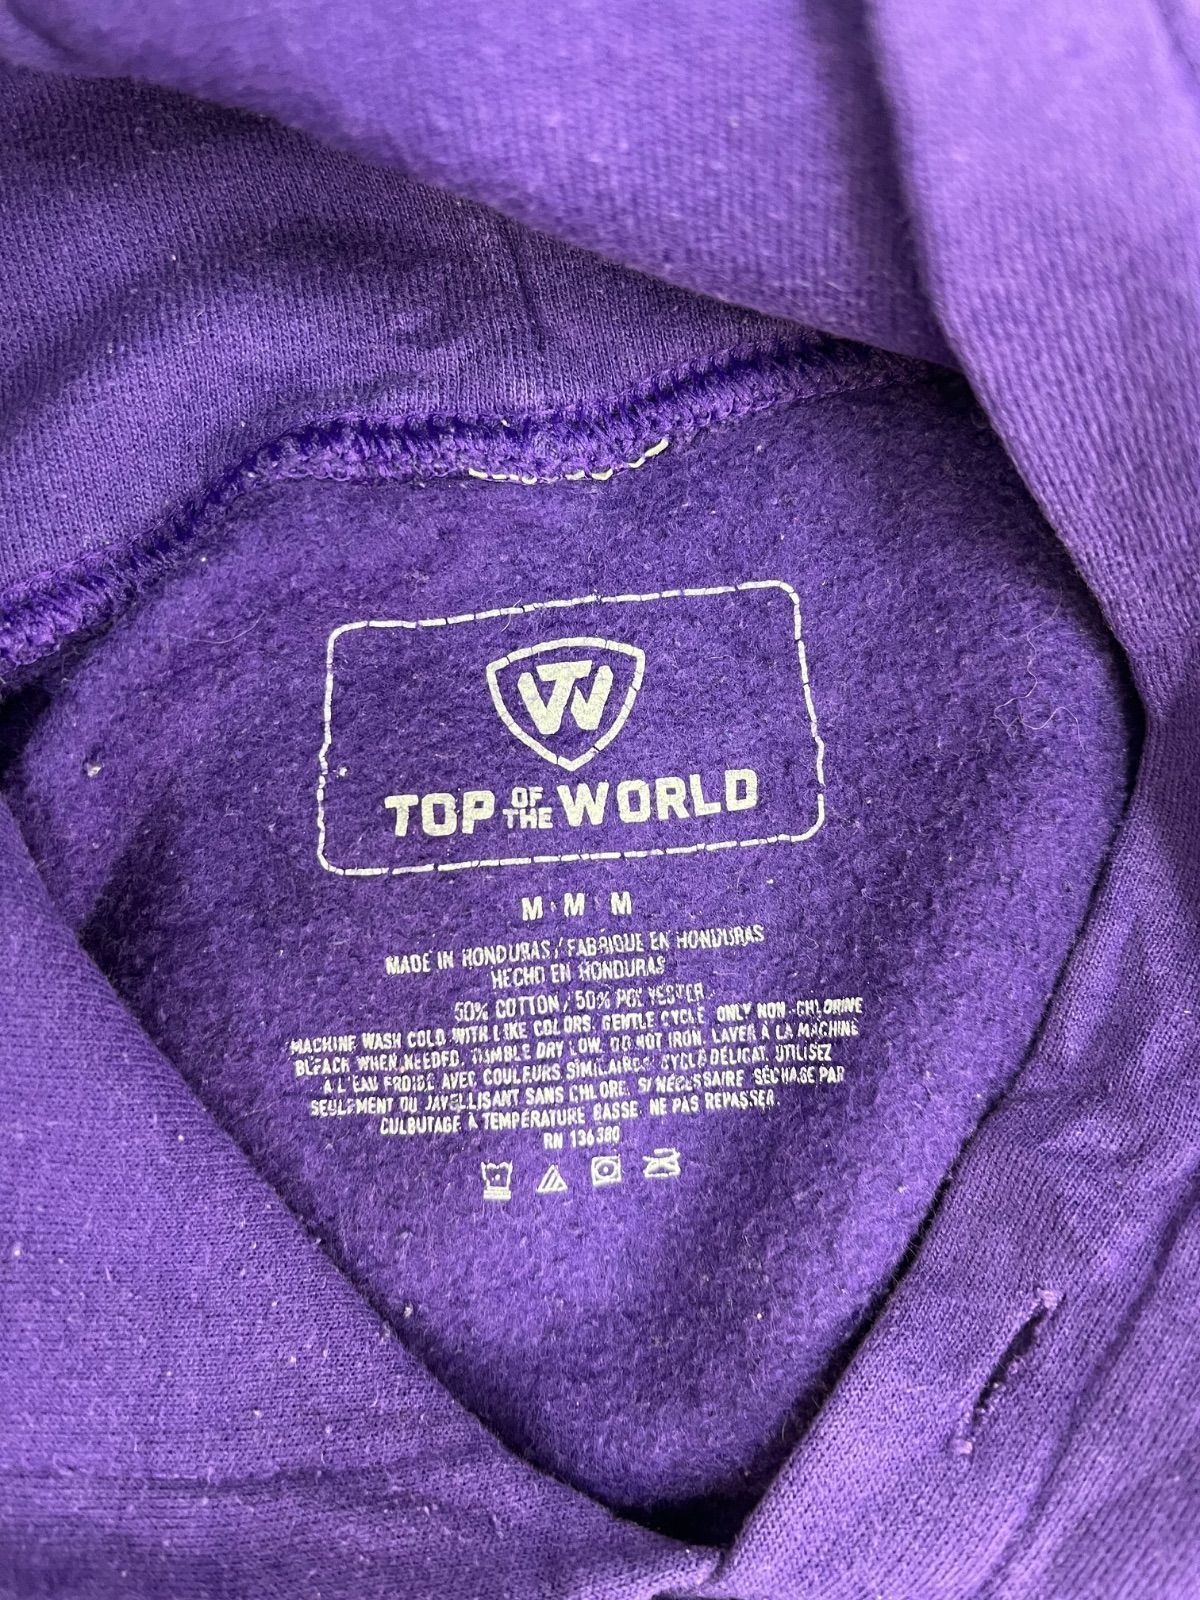 TW
TOP OF THE WORLD
M · M · M
MADE IN HONDURAS / FABRIQUE EN HONDURAS
HECHO EN HONDURAS
50% COTTON / 50% POLYESTER
MACHINE WASH COLD WITH LIKE COLORS, GENTLE CYCLE. ONLY NON-CHLORINE
BLEACH WHEN NEEDED. TUMBLE DRY LOW. DO NOT IRON. LAVER À LA MACHINE
À L'EAU FROIDE AVEC COULEURS SIMILAIRES. CYCLE DÉLICAT. UTILISEZ
SEULEMENT DU JAVELLISANT SANS CHLORE, SI NÉCESSAIRE. SÉCHAGE PAR
CULBUTAGE À TEMPÉRATURE BASSE. NE PAS REPASSER.
RN 136380